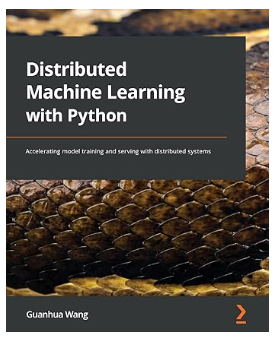 Distributed
Machine Learning
with Python
Accelerating model training and serving with distributed systems
Guanhua Wang